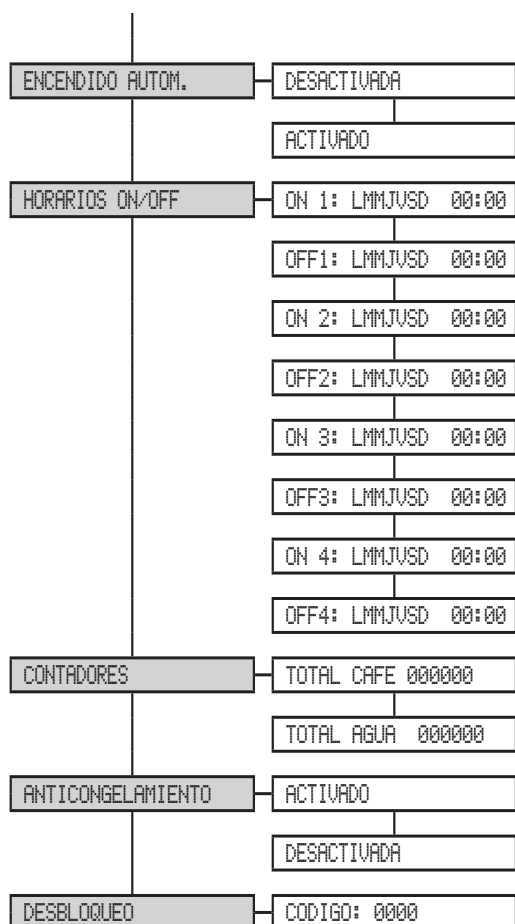 ENCENDIDO AUTOM. DESACTIVADA
ACTIVADO
HORARIOS ON/OFF ON 1: LMMJVSD 00:00
OFF1: LMMJVSD 00:00
ON 2: LMMJVSD 00:00
OFF2: LMMJVSD 00:00
ON 3: LMMJVSD 00:00
OFF3: LMMJVSD 00:00
ON 4: LMMJVSD 00:00
OFF4: LMMJVSD 00:00
CONTADORES TOTAL CAFE 000000
TOTAL AGUA 000000
ANTICONGELAMIENTO ACTIVADO
DESACTIVADA
DESBLOQUEO CODIGO: 0000